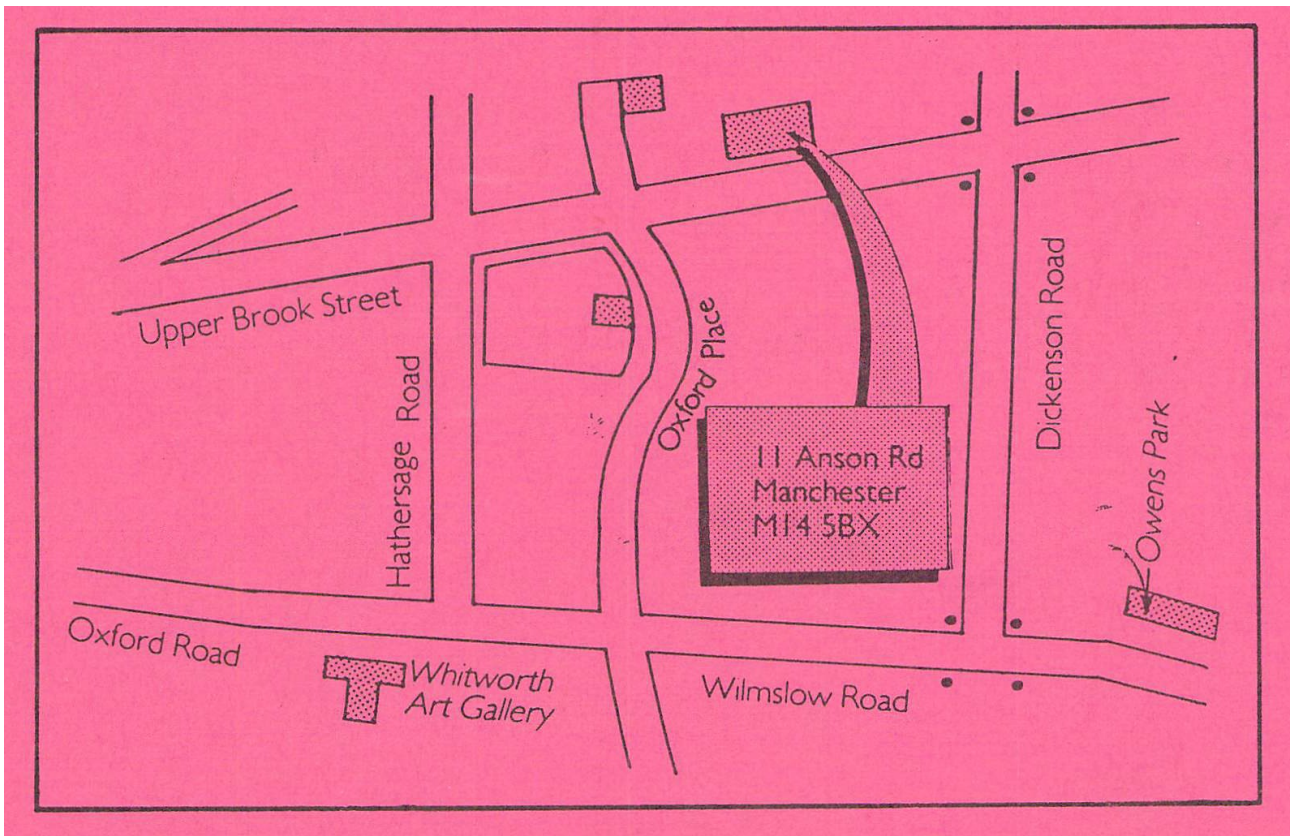 Upper Brook Street
Hathersage Road
Oxford Place
Dickenson Road
11 Anson Rd
Manchester
M14 5BX
Owens Park
Oxford Road
Whitworth
Art Gallery
Wilmslow Road